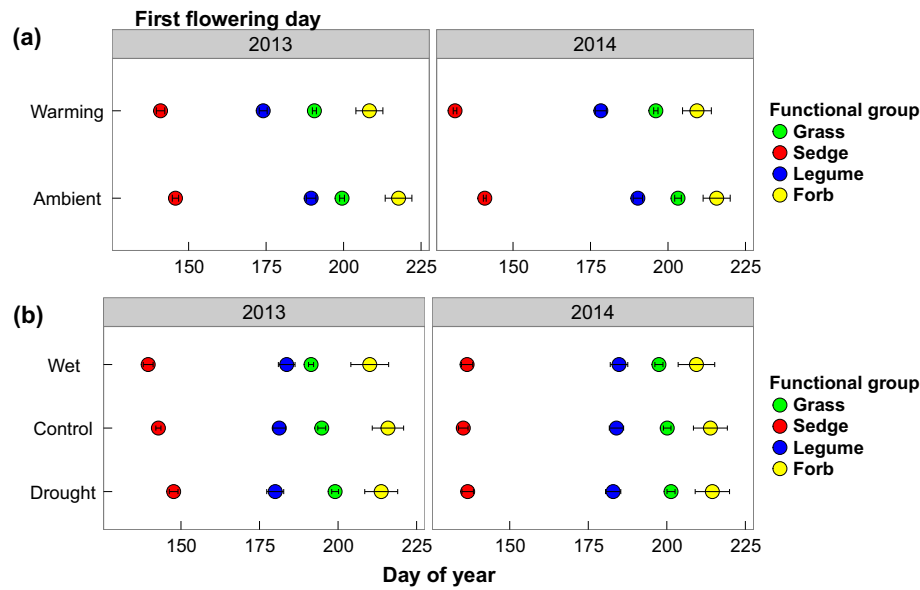 First flowering day
(a)
2013
2014
Warming
Ambient
150 175 200 225
150 175 200 225
Functional group
Grass
Sedge
Legume
Forb
(b)
2013
2014
Wet
Control
Drought
150 175 200 225
150 175 200 225
Day of year
Functional group
Grass
Sedge
Legume
Forb